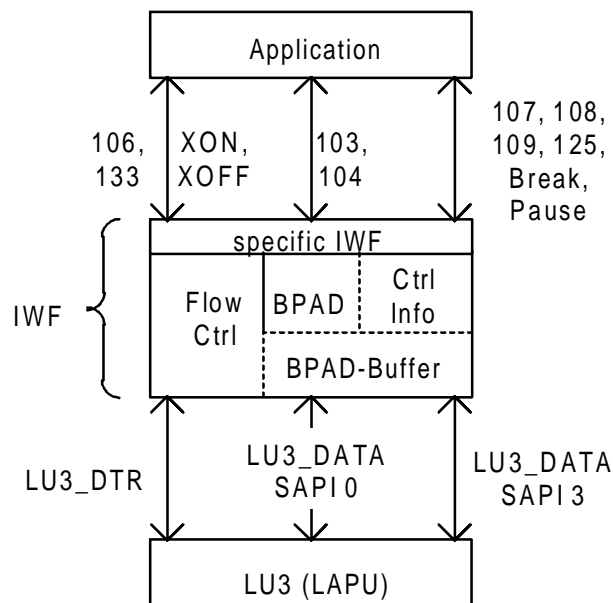 Application
106,
133
XON,
XOFF
103,
104
107, 108,
109, 125,
Break,
Pause
IWF
specific IWF
Flow
Ctrl
BPAD
Ctrl
Info
BPAD-Buffer
LU3_DTR
LU3_DATA
SAPI 0
LU3_DATA
SAPI 3
LU3 (LAPU)